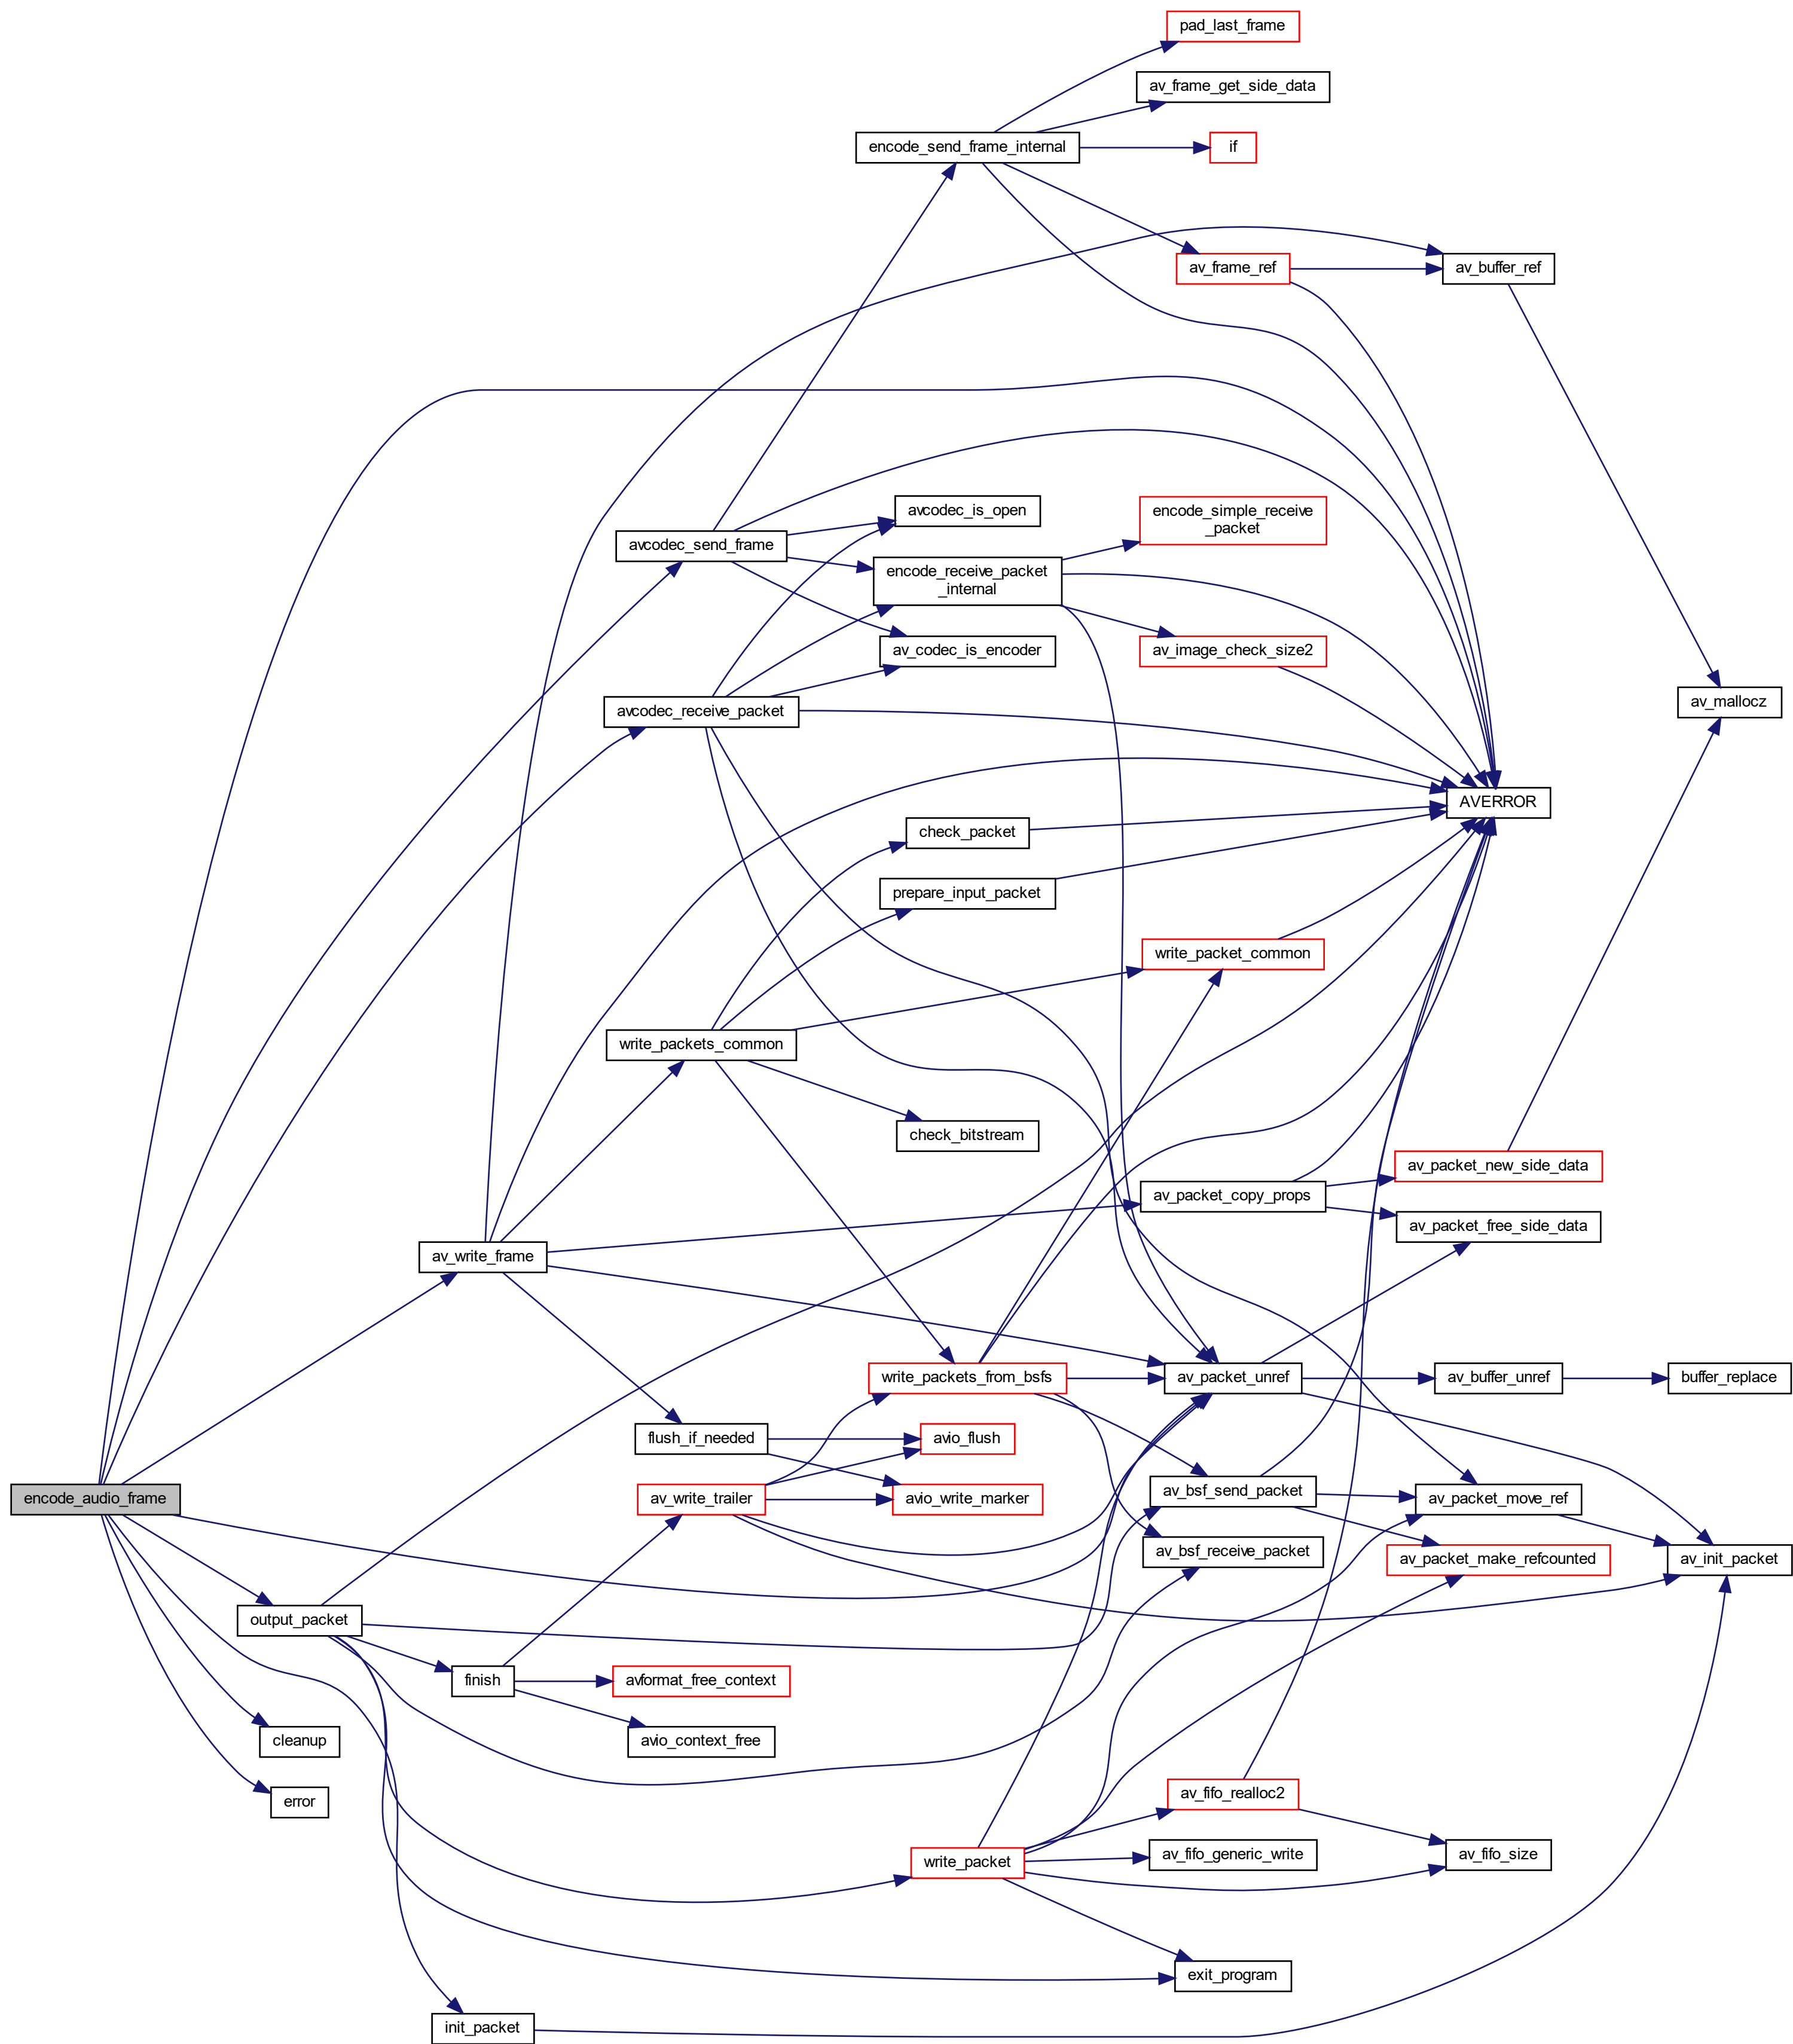 pad_last_frame
av_frame_get_side_data
encode_send_frame_internal
if
av_frame_ref
av_buffer_ref
avcodec_is_open
encode_simple_receive
_packet
avcodec_send_frame
encode_receive_packet
_internal
av_codec_is_encoder
av_image_check_size2
avcodec_receive_packet
av_mallocz
AVERROR
check_packet
prepare_input_packet
write_packet_common
write_packets_common
check_bitstream
av_packet_new_side_data
av_packet_copy_props
av_packet_free_side_data
av_write_frame
write_packets_from_bsfs
av_packet_unref
av_buffer_unref
buffer_replace
flush_if_needed
avio_flush
encode_audio_frame
av_write_trailer
avio_write_marker
av_bsf_send_packet
av_packet_move_ref
av_bsf_receive_packet
av_packet_make_refcounted
av_init_packet
output_packet
finish
avformat_free_context
cleanup
avio_context_free
error
av_fifo_realloc2
write_packet
av_fifo_generic_write
av_fifo_size
exit_program
init_packet